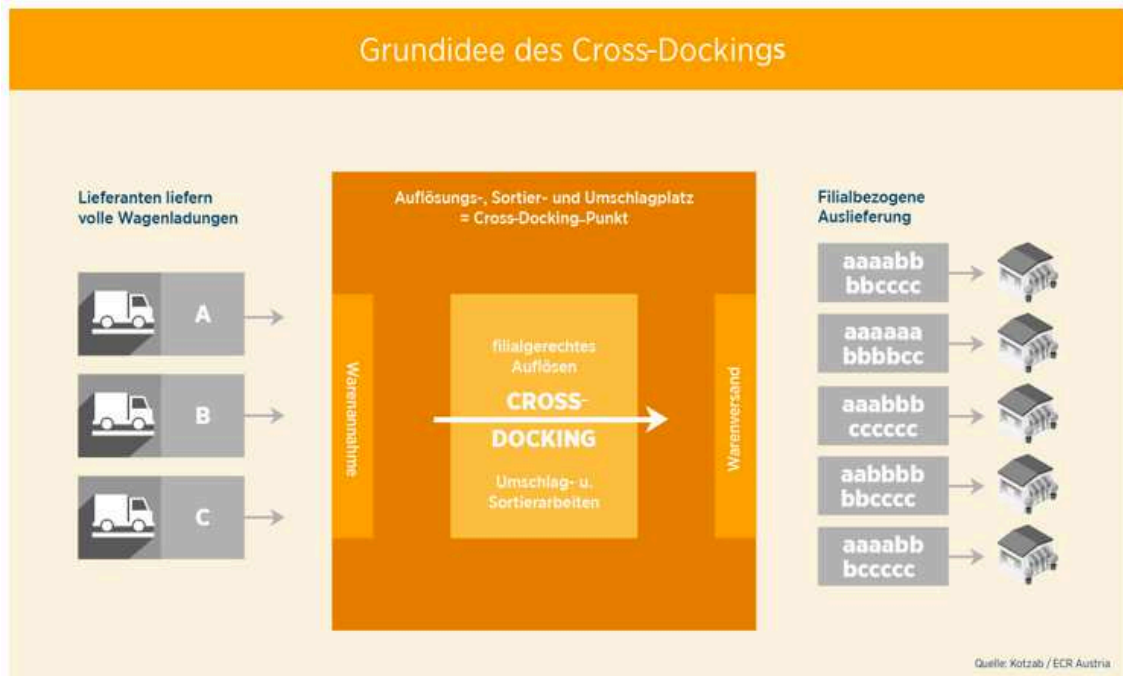 Grundidee des Cross-Dockings
Lieferanten liefern
volle Wagenladungen
A
B
C
Auflösungs-, Sortier- und Umschlagplatz
= Cross-Docking-Punkt
Warenannahme
filialgerechtes
Auflösen
CROSS-
DOCKING
Umschlag- u.
Sortierarbeiten
Warenversand
Filialbezogene
Auslieferung
aaaabb
bbcccc
aaaaaa
bbbbcc
aaabbb
cccccc
aabbbb
bbcccc
aaaabb
bccccc
Quelle: Kotzab / ECR Austria